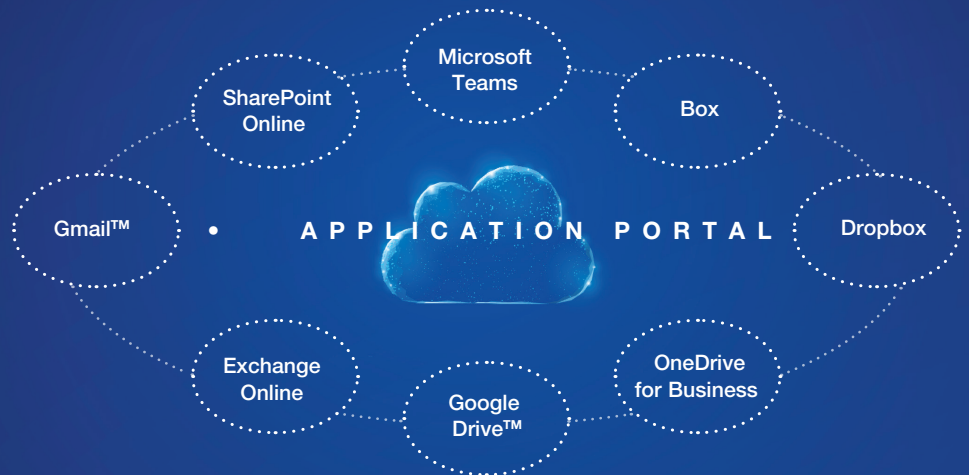 Microsoft
Teams
SharePoint
Online
Box
Gmail™
• APPLICATION PORTAL
Dropbox
Exchange
Online
OneDrive
for Business
Google
Drive™